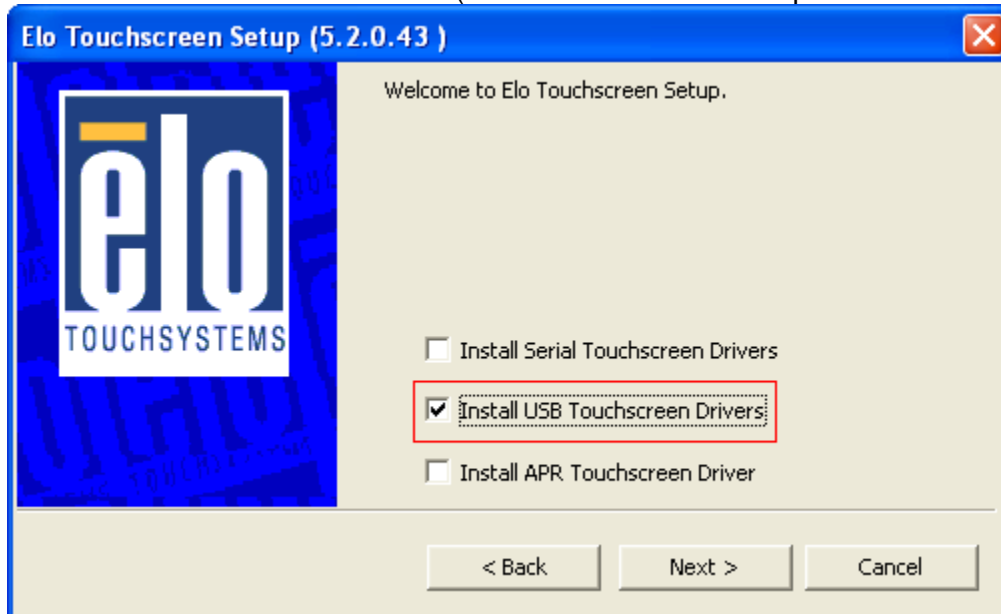 Elo Touchscreen Setup (5.2.0.43 )
Welcome to Elo Touchscreen Setup.
elo
TOUCHSYSTEMS
Install Serial Touchscreen Drivers
Install USB Touchscreen Drivers
Install APR Touchscreen Driver
< Back
Next >
Cancel